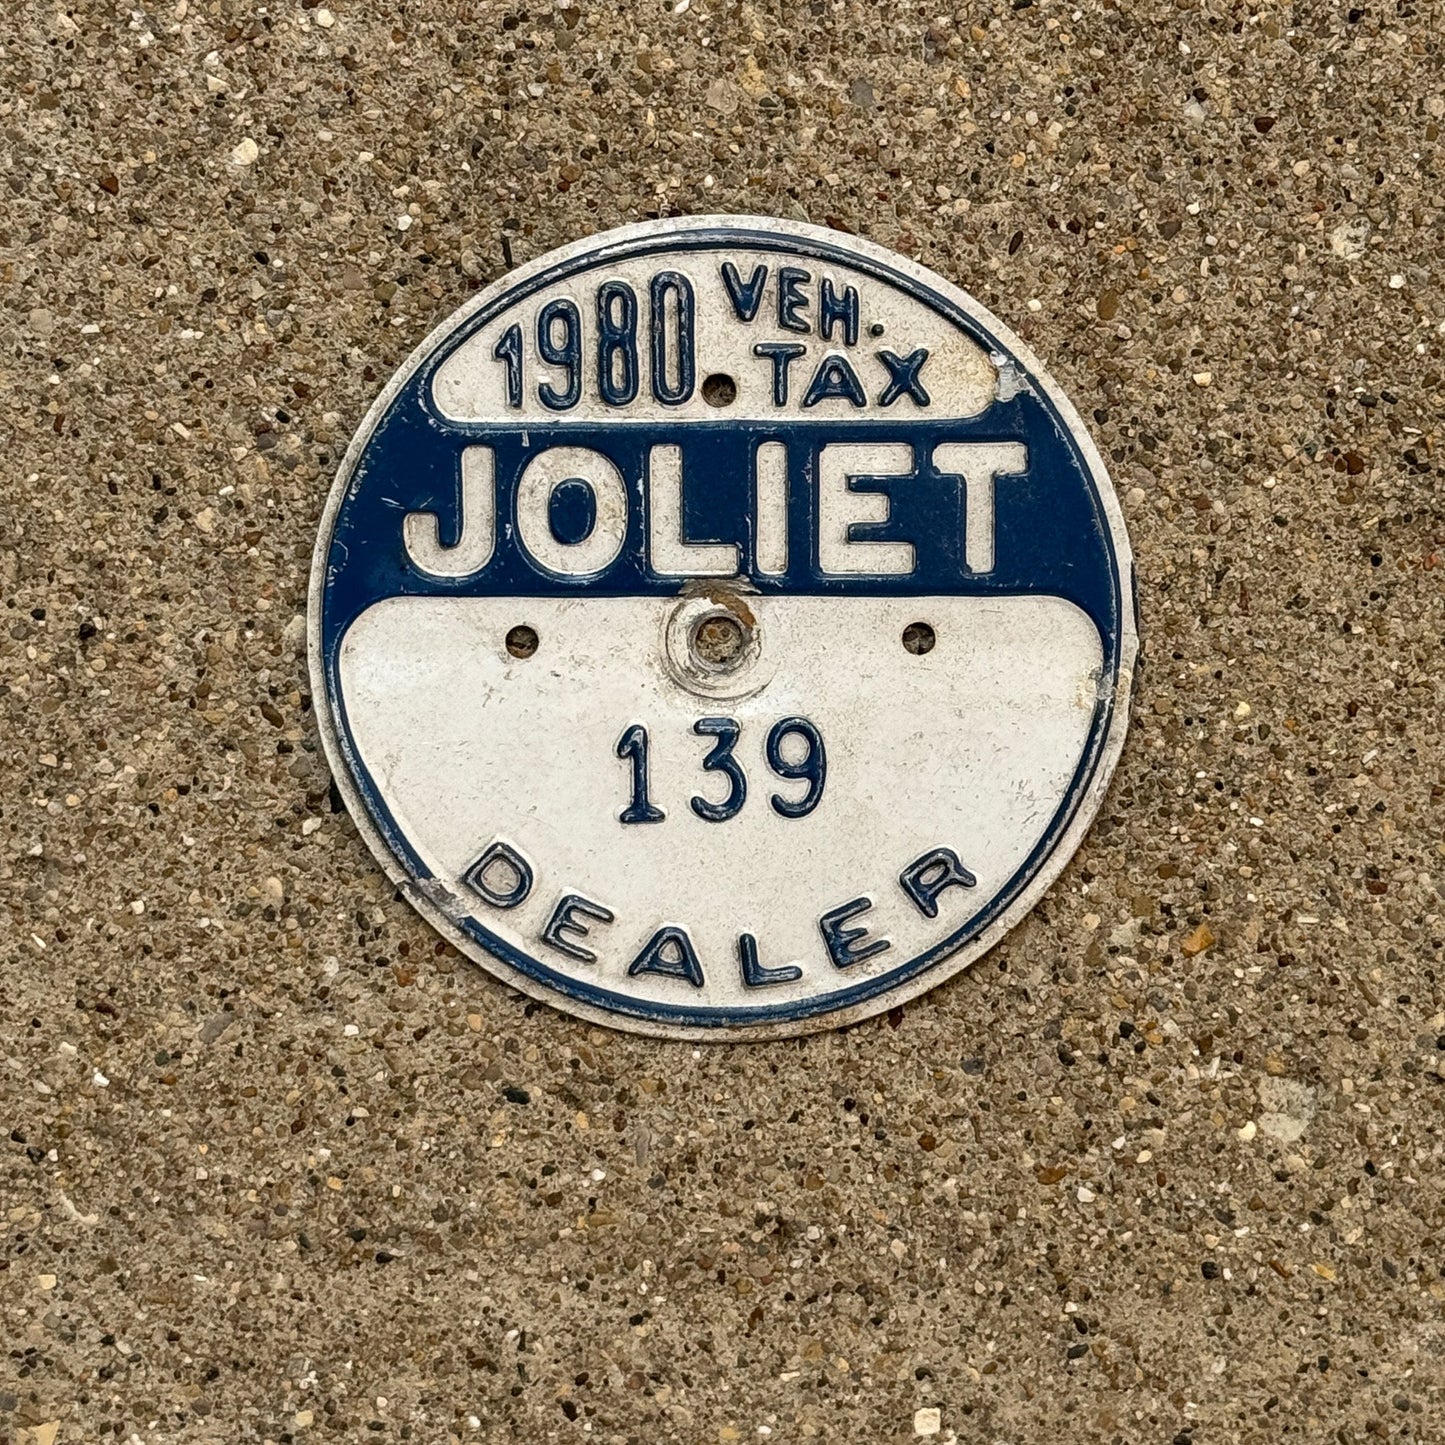 1980 VEH.
TAX
JOLIET
139
DEALER